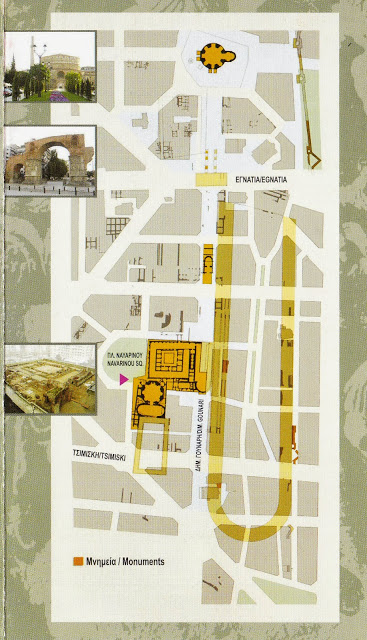 ΕΓΝΑΤΙΑ/EGNATIA
ΠΛ. ΝΑΥΑΡΙΝΟΥ
NAVARINOU SQ.
ΤΣΙΜΙΣΚΗ/TSIMISKI
ΔΗΜ. ΓΟΥΝΑΡΗ/DIM. GOUNARI
Μνημεία / Monuments